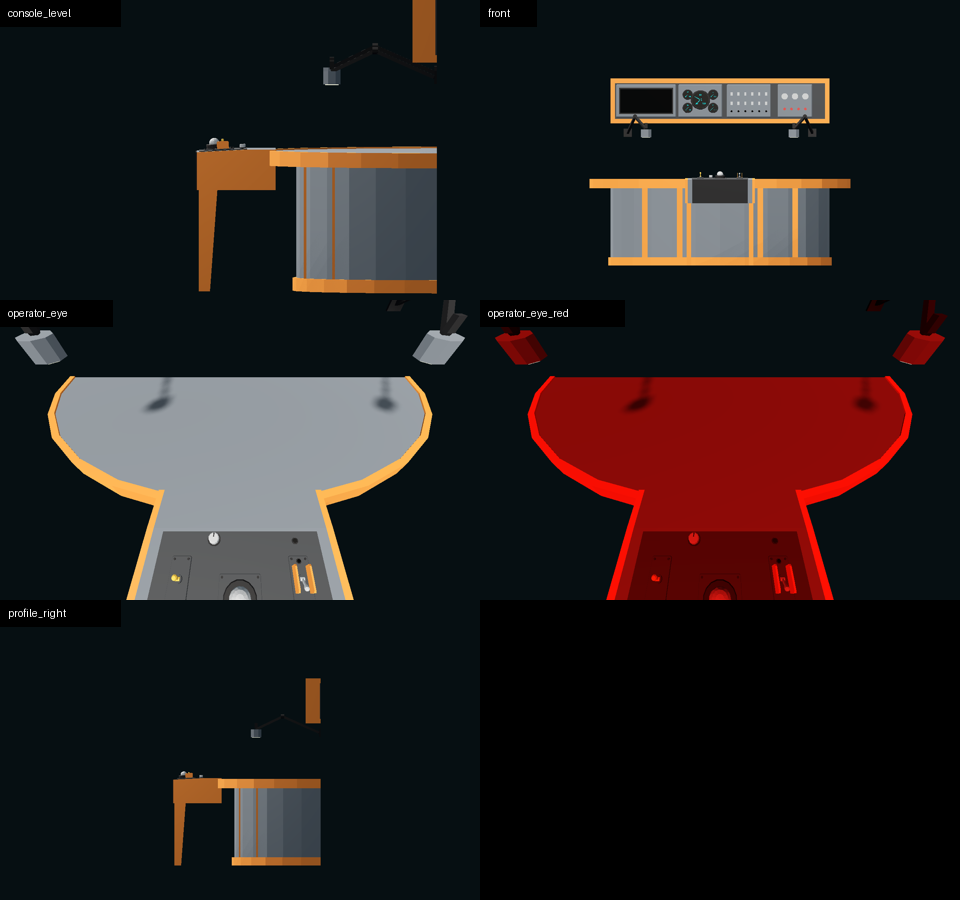 console_level
front
operator_eye
operator_eye_red
profile_right